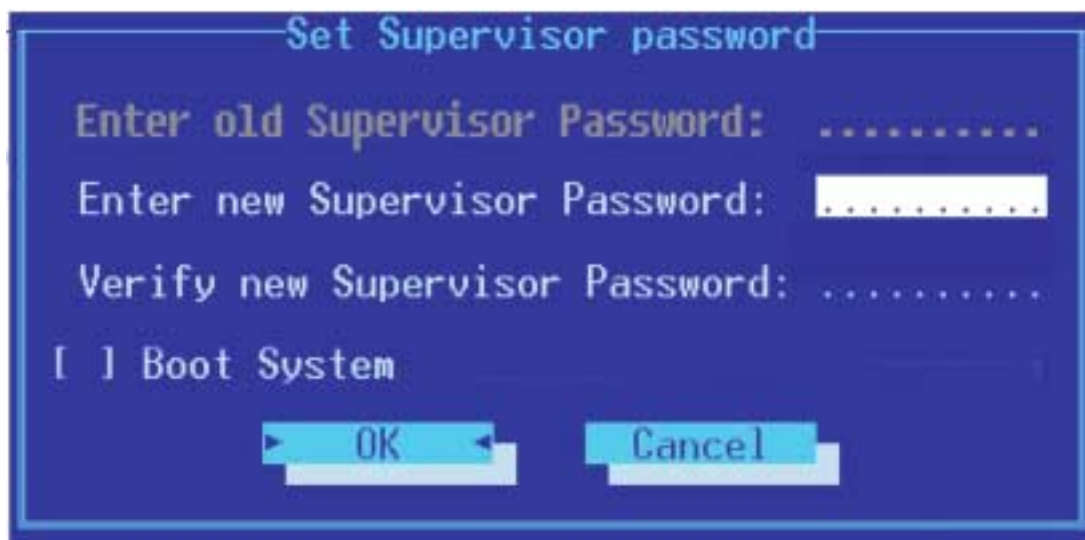 Set Supervisor password
Enter old Supervisor Password: ..........
Enter new Supervisor Password: ..........
Verify new Supervisor Password: ..........
[ ] Boot System
► OK ◄ Cancel